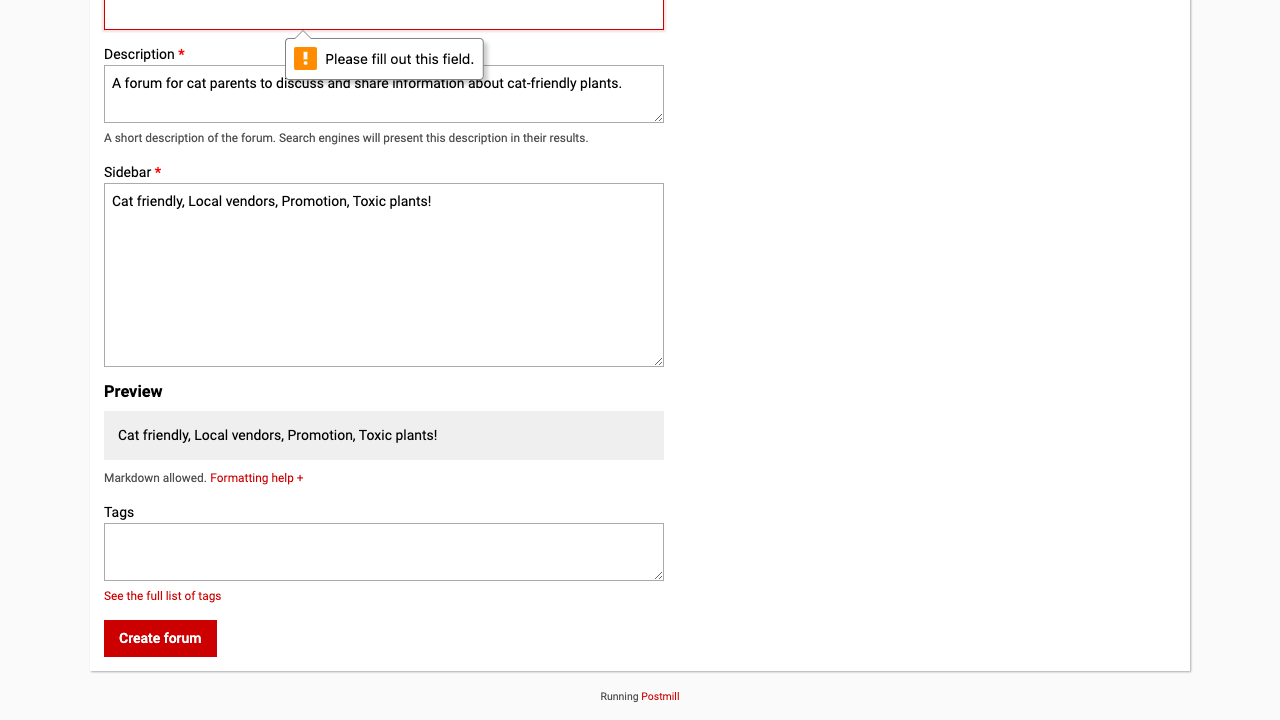 Please fill out this field.
Description *
A forum for cat parents to discuss and share information about cat-friendly plants.
A short description of the forum. Search engines will present this description in their results.
Sidebar *
Cat friendly, Local vendors, Promotion, Toxic plants!
Preview
Cat friendly, Local vendors, Promotion, Toxic plants!
Markdown allowed. Formatting help +
Tags
See the full list of tags
Create forum
Running Postmill